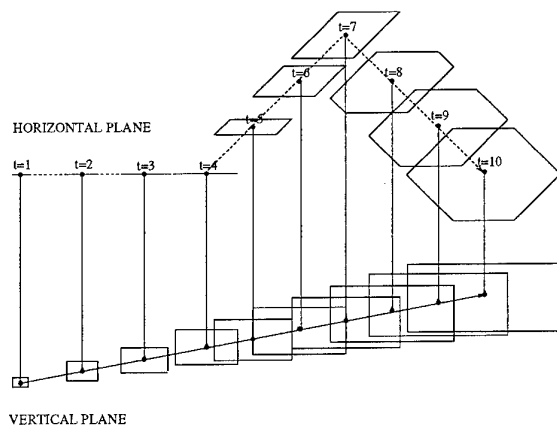 t=7
t=6
t=8
t=5
t=9
HORIZONTAL PLANE
t=1
t=2
t=3
t=4
t=10
VERTICAL PLANE